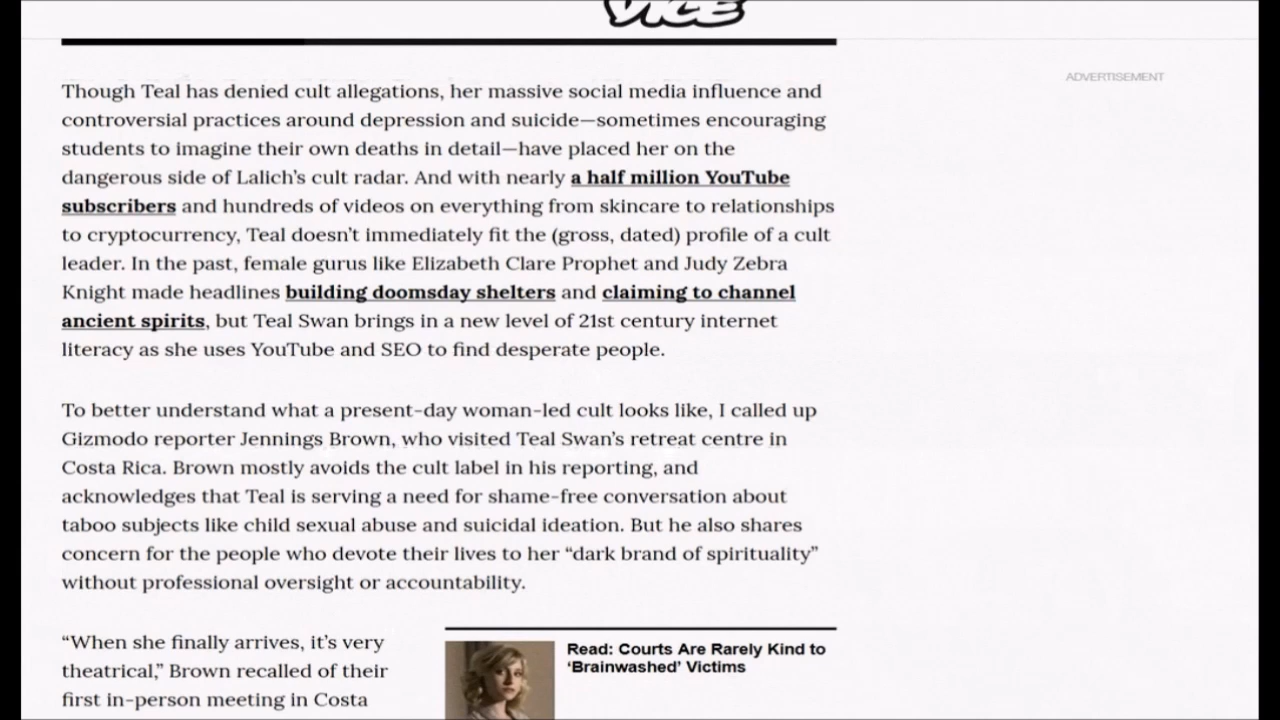 VICE
ADVERTISEMENT
Though Teal has denied cult allegations, her massive social media influence and
controversial practices around depression and suicide—sometimes encouraging
students to imagine their own deaths in detail—have placed her on the
dangerous side of Lalich’s cult radar. And with nearly a half million YouTube
subscribers and hundreds of videos on everything from skincare to relationships
to cryptocurrency, Teal doesn’t immediately fit the (gross, dated) profile of a cult
leader. In the past, female gurus like Elizabeth Clare Prophet and Judy Zebra
Knight made headlines building doomsday shelters and claiming to channel
ancient spirits, but Teal Swan brings in a new level of 21st century internet
literacy as she uses YouTube and SEO to find desperate people.
To better understand what a present-day woman-led cult looks like, I called up
Gizmodo reporter Jennings Brown, who visited Teal Swan’s retreat centre in
Costa Rica. Brown mostly avoids the cult label in his reporting, and
acknowledges that Teal is serving a need for shame-free conversation about
taboo subjects like child sexual abuse and suicidal ideation. But he also shares
concern for the people who devote their lives to her “dark brand of spirituality”
without professional oversight or accountability.
“When she finally arrives, it’s very
theatrical,” Brown recalled of their
first in-person meeting in Costa
Read: Courts Are Rarely Kind to
‘Brainwashed’ Victims